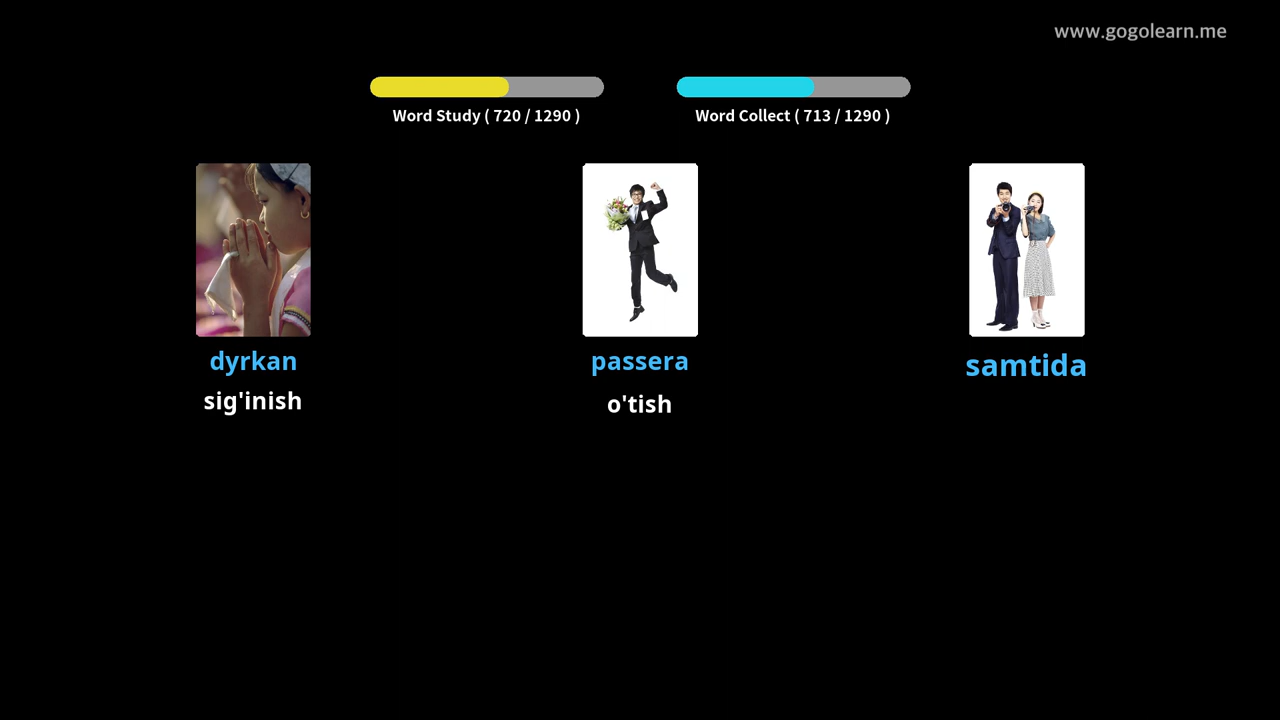 www.gogolearn.me
Word Study ( 720 / 1290 )
Word Collect ( 713 / 1290 )
dyrkan
passera
samtida
sig'inish
o'tish